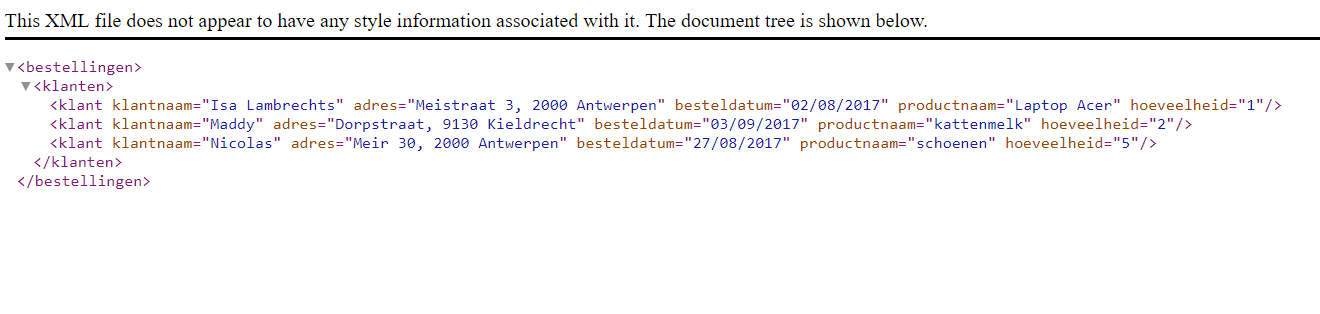 This XML file does not appear to have any style information associated with it. The document tree is shown below.
▼<bestellingen>
▼<klanten>
<klant klantnaam="Isa Lambrechts" adres="Meistraat 3, 2000 Antwerpen" besteldatum="02/08/2017" productnaam="Laptop Acer" hoeveelheid="1"/>
<klant klantnaam="Maddy" adres="Dorpstraat, 9130 Kieldrecht" besteldatum="03/09/2017" productnaam="kattenmelk" hoeveelheid="2"/>
<klant klantnaam="Nicolas" adres="Meir 30, 2000 Antwerpen" besteldatum="27/08/2017" productnaam="schoenen" hoeveelheid="5"/>
</klanten>
</bestellingen>